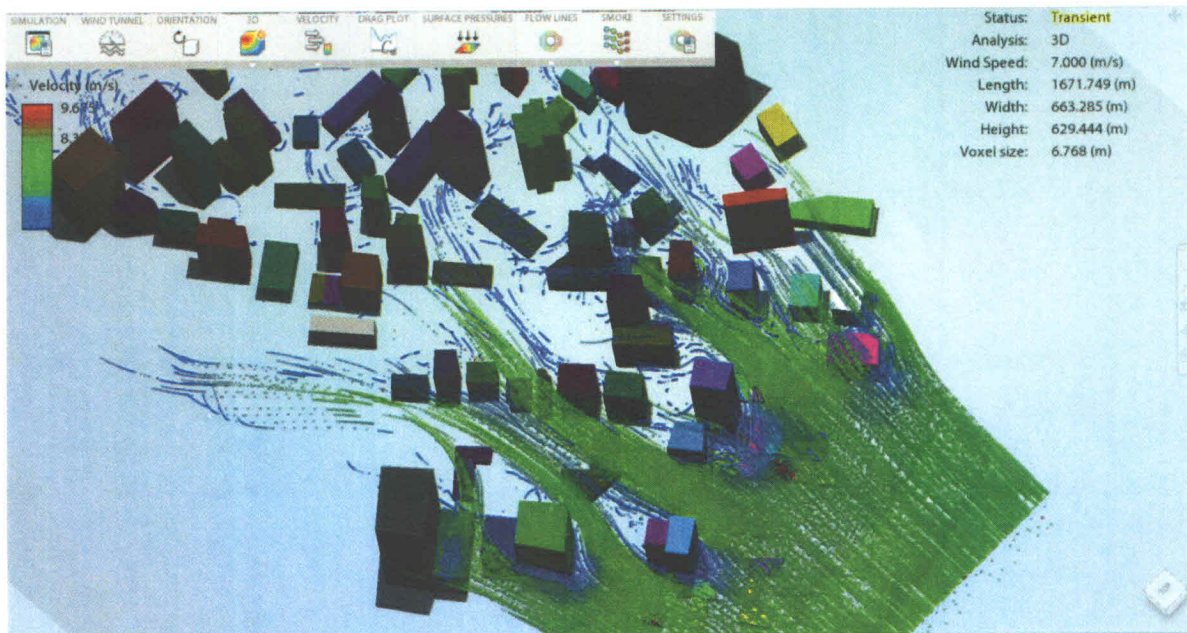 SIMULATION WIND TUNNEL ORIENTATION 3D VELOCITY DRAG PLOT SURFACE PRESSURES FLOW LINES SMOKE SETTINGS
Status: Transient
Analysis: 3D
Wind Speed: 7.000 (m/s)
Length: 1671.749 (m)
Width: 663.285 (m)
Height: 629.444 (m)
Voxel size: 6.768 (m)
Velocity (m/s)